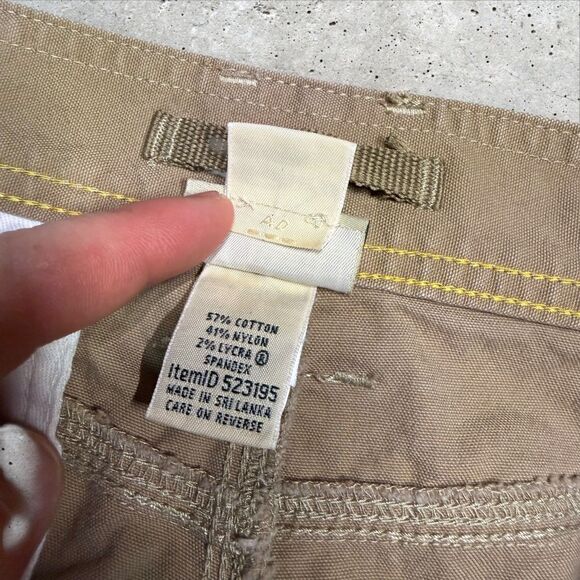 A.D
57% COTTON
41% NYLON
2% LYCRA ®
SPANDEX
ItemID 523195
MADE IN SRI LANKA
CARE ON REVERSE